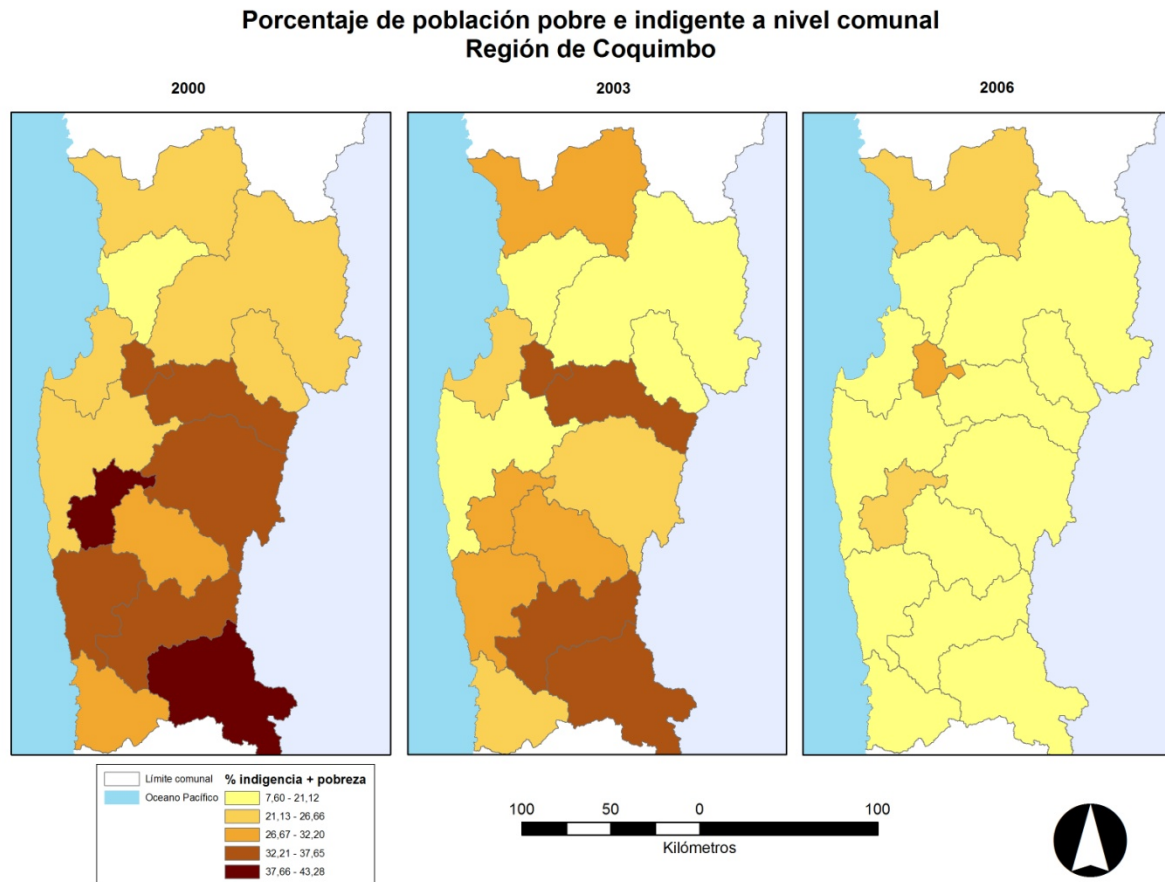 Porcentaje de población pobre e indigente a nivel comunal
Región de Coquimbo
2000
2003
2006
Límite comunal
Oceano Pacífico
% indigencia + pobreza
7,60 - 21,12
21,13 - 26,66
26,67 - 32,20
32,21 - 37,65
37,66 - 43,28
100 50 0 100
Kilómetros